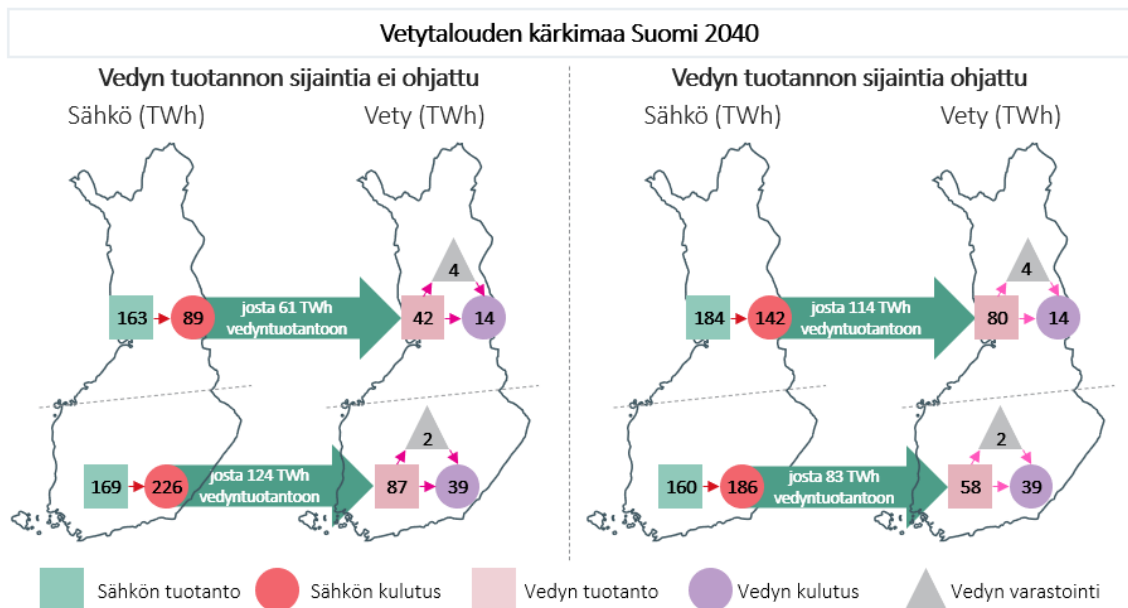 Vetytalouden kärkimaa Suomi 2040
Vedyn tuotannon sijaintia ei ohjattu
Sähkö (TWh)
Vety (TWh)
4
163
89
josta 61 TWh
vedyntuotantoon
42
14
2
169
226
josta 124 TWh
vedyntuotantoon
87
39
Vedyn tuotannon sijaintia ohjattu
Sähkö (TWh)
Vety (TWh)
4
184
142
josta 114 TWh
vedyntuotantoon
80
14
2
160
186
josta 83 TWh
vedyntuotantoon
58
39
Sähkön tuotanto
Sähkön kulutus
Vedyn tuotanto
Vedyn kulutus
Vedyn varastointi